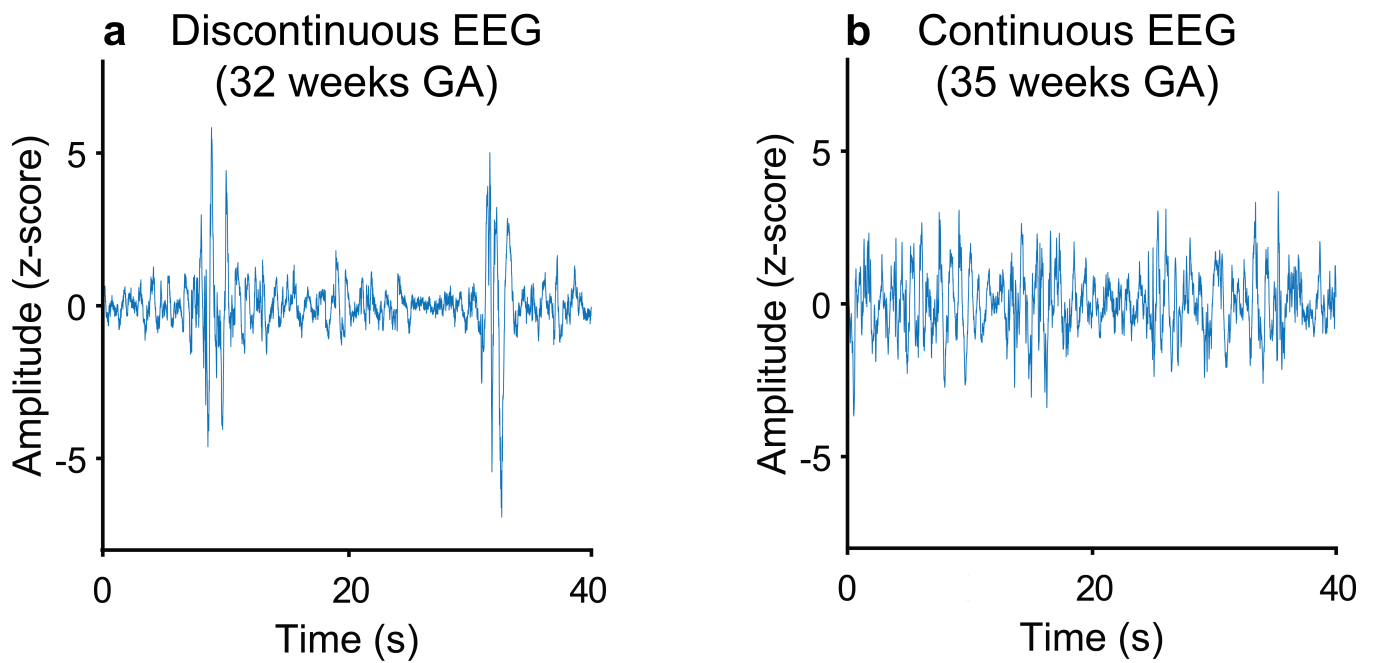 a Discontinuous EEG
(32 weeks GA)
Amplitude (z-score)
5
0
-5
0 20 40
Time (s)
b Continuous EEG
(35 weeks GA)
Amplitude (z-score)
5
0
-5
0 20 40
Time (s)